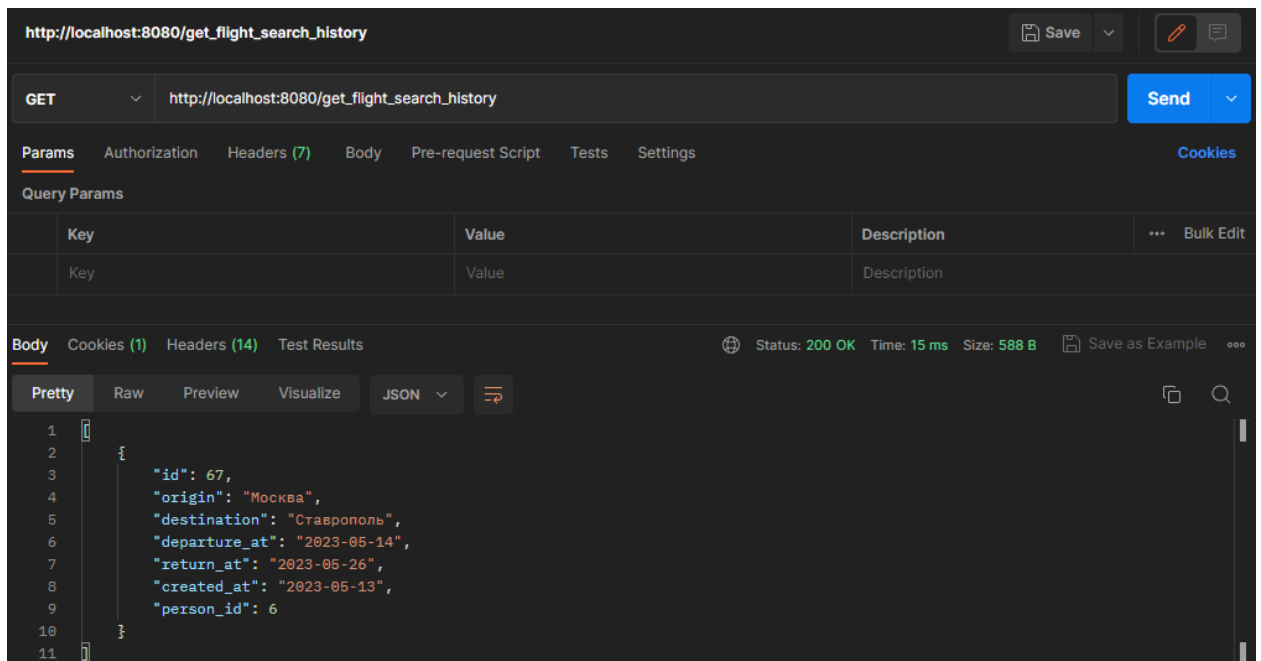 http://localhost:8080/get_flight_search_history Save
GET http://localhost:8080/get_flight_search_history Send
Params Authorization Headers (7) Body Pre-request Script Tests Settings Cookies
Query Params
Key Value Description ••• Bulk Edit
Key Value Description
Body Cookies (1) Headers (14) Test Results Status: 200 OK Time: 15 ms Size: 588 B Save as Example
Pretty Raw Preview Visualize JSON
1 [
2 {
3 "id": 67,
4 "origin": "Москва",
5 "destination": "Ставрополь",
6 "departure_at": "2023-05-14",
7 "return_at": "2023-05-26",
8 "created_at": "2023-05-13",
9 "person_id": 6
10 }
11 ]